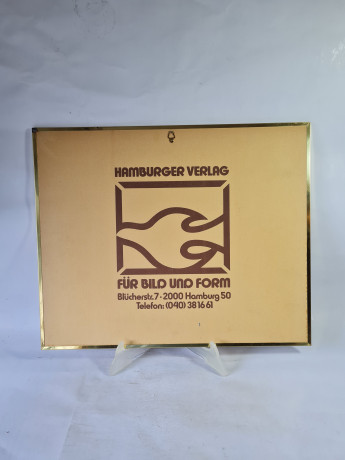 HAMBURGER VERLAG
FÜR BILD UND FORM
Blücherstr. 7 - 2000 Hamburg 50
Telefon: (040) 38 16 61